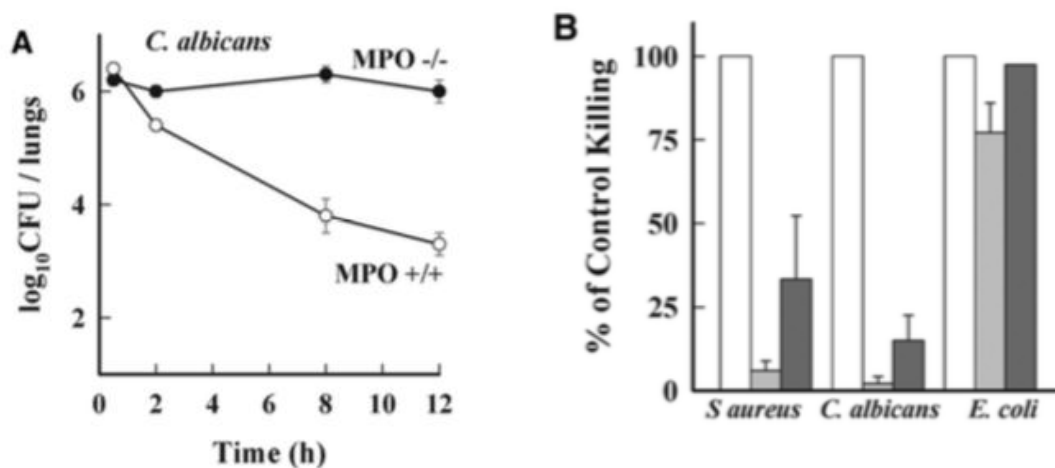 A
C. albicans
MPO -/-
MPO +/+
log10CFU / lungs
6
4
2
0 2 4 6 8 10 12
Time (h)
B
% of Control Killing
100
75
50
25
0
S aureus C. albicans E. coli